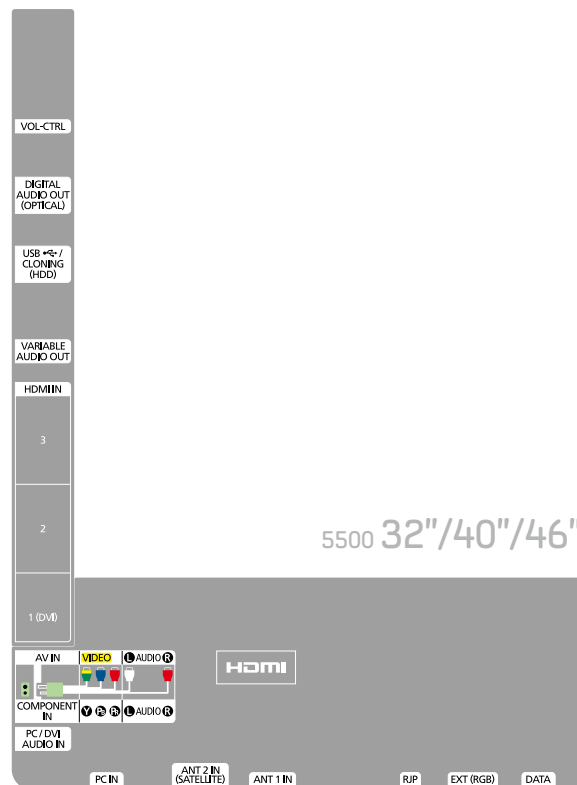 VOL-CTRL
DIGITAL
AUDIO OUT
(OPTICAL)
USB /
CLONING
(HDD)
VARIABLE
AUDIO OUT
HDMI IN
3
2
5500 32"/40"/46"
1 (DVI)
AV IN VIDEO L AUDIO R
HDMI
COMPONENT
IN
Y PB PR L AUDIO R
PC / DVI
AUDIO IN
PC IN
ANT 2 IN
(SATELLITE)
ANT 1 IN
RJP
EXT (RGB)
DATA